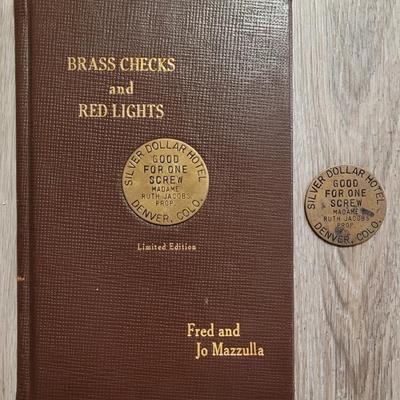 BRASS CHECKS
and
RED LIGHTS
SILVER DOLLAR HOTEL
GOOD
FOR ONE
SCREW
MADAME
RUTH JACOBS
PROP.
DENVER, COLO.
Limited Edition
Fred and
Jo Mazzulla
SILVER DOLLAR HOTEL
GOOD
FOR ONE
SCREW
MADAME
RUTH JACOBS
PROP.
DENVER, COLO.